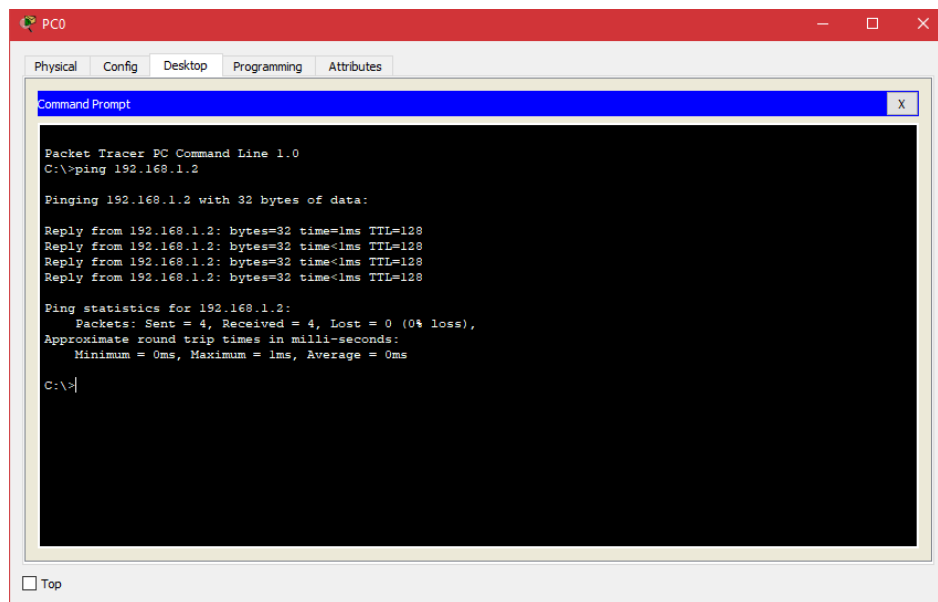 PC0
Physical Config Desktop Programming Attributes
Command Prompt X
Packet Tracer PC Command Line 1.0
C:\>ping 192.168.1.2
Pinging 192.168.1.2 with 32 bytes of data:
Reply from 192.168.1.2: bytes=32 time=1ms TTL=128
Reply from 192.168.1.2: bytes=32 time<1ms TTL=128
Reply from 192.168.1.2: bytes=32 time<1ms TTL=128
Reply from 192.168.1.2: bytes=32 time<1ms TTL=128
Ping statistics for 192.168.1.2:
Packets: Sent = 4, Received = 4, Lost = 0 (0% loss),
Approximate round trip times in milli-seconds:
Minimum = 0ms, Maximum = 1ms, Average = 0ms
C:\>
Top